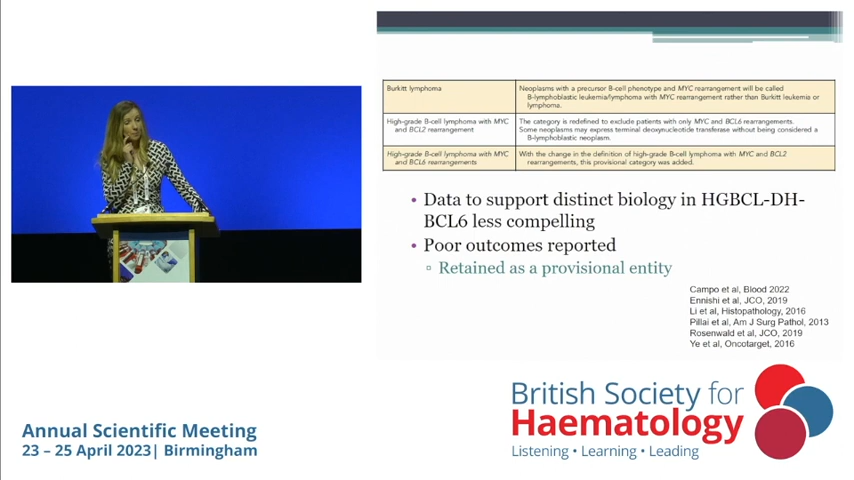 Burkitt lymphoma
Neoplasms with a precursor B-cell phenotype and MYC rearrangement will be called
B-lymphoblastic leukemia/lymphoma with MYC rearrangement rather than Burkitt leukemia or
lymphoma.
High-grade B-cell lymphoma with MYC
and BCL2 rearrangement
The category is redefined to exclude patients with only MYC and BCL6 rearrangements.
Some neoplasms may express terminal deoxynucleotide transferase without being considered a
B-lymphoblastic neoplasm.
High-grade B-cell lymphoma with MYC
and BCL6 rearrangements
With the change in the definition of high-grade B-cell lymphoma with MYC and BCL2
rearrangements, this provisional category was added.
• Data to support distinct biology in HGBCL-DH-
BCL6 less compelling
• Poor outcomes reported
▫ Retained as a provisional entity
Campo et al, Blood 2022
Ennishi et al, JCO, 2019
Li et al, Histopathology, 2016
Pillai et al, Am J Surg Pathol, 2013
Rosenwald et al, JCO, 2019
Ye et al, Oncotarget, 2016
Annual Scientific Meeting
23 – 25 April 2023| Birmingham
British Society for
Haematology
Listening • Learning • Leading